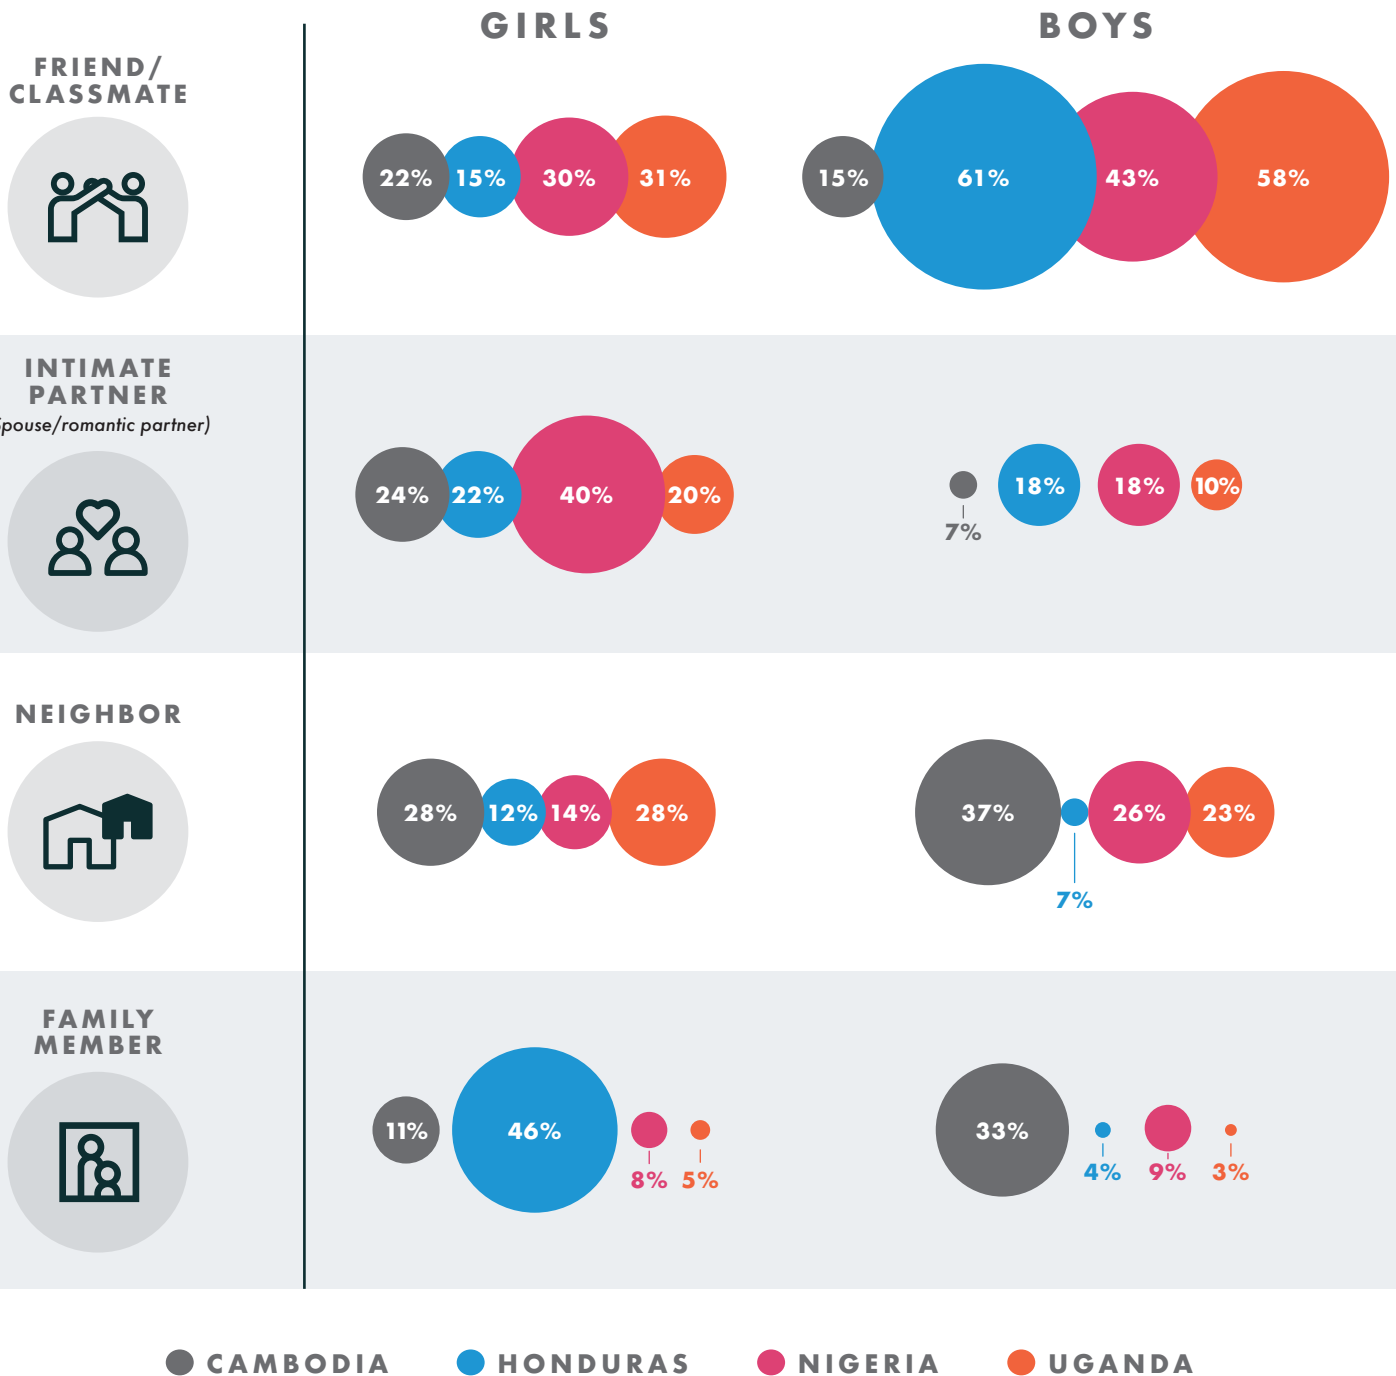 GIRLS
BOYS
FRIEND/
CLASSMATE
22% 15% 30% 31%
15% 61% 43% 58%
INTIMATE
PARTNER
pouse/romantic partner)
24% 22% 40% 20%
18% 18% 10%
7%
NEIGHBOR
28% 12% 14% 28%
37% 26% 23%
7%
FAMILY
MEMBER
11% 46%
8% 5%
33%
4% 9% 3%
CAMBODIA HONDURAS NIGERIA UGANDA